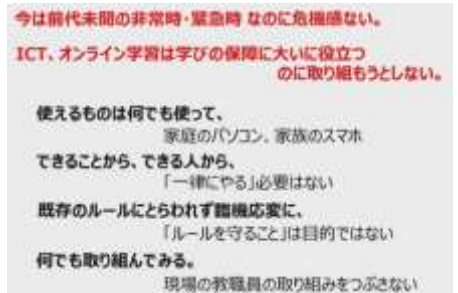 今は前代未聞の非常時・緊急時 なのに危機感ない。
ICT、オンライン学習は学びの保障に大いに役立つ
のに取り組もうとしない。
使えるものは何でも使って、
家庭のパソコン、家族のスマホ
できることから、できる人から、
「一律にやる」必要はない
既存のルールにとらわれず臨機応変に、
「ルールを守ること」は目的ではない
何でも取り組んでみる。
現場の教職員の取り組みをつぶさない